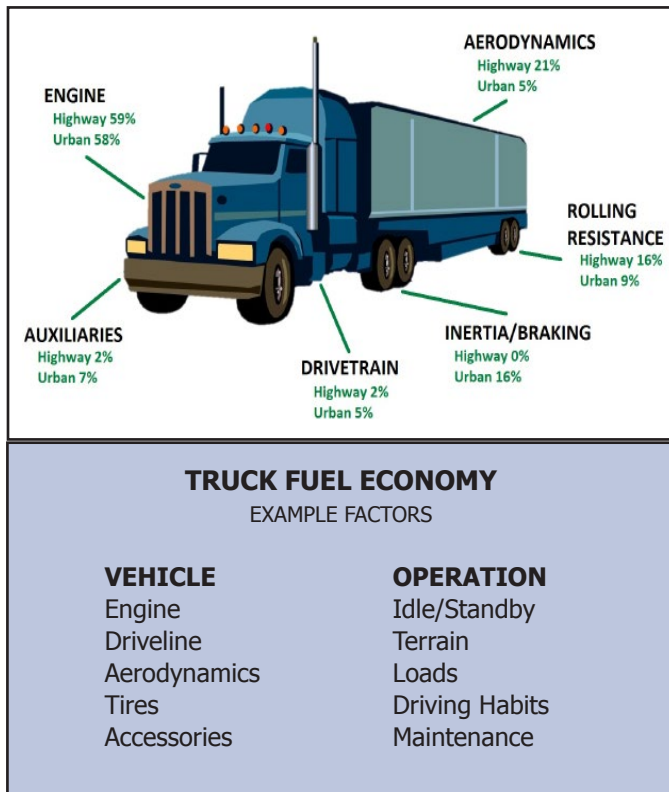 AERODYNAMICS
Highway 21%
Urban 5%
ENGINE
Highway 59%
Urban 58%
ROLLING
RESISTANCE
Highway 16%
Urban 9%
AUXILIARIES
Highway 2%
Urban 7%
DRIVETRAIN
Highway 2%
Urban 5%
INERTIA/BRAKING
Highway 0%
Urban 16%
TRUCK FUEL ECONOMY
EXAMPLE FACTORS
VEHICLE
Engine
Driveline
Aerodynamics
Tires
Accessories
OPERATION
Idle/Standby
Terrain
Loads
Driving Habits
Maintenance